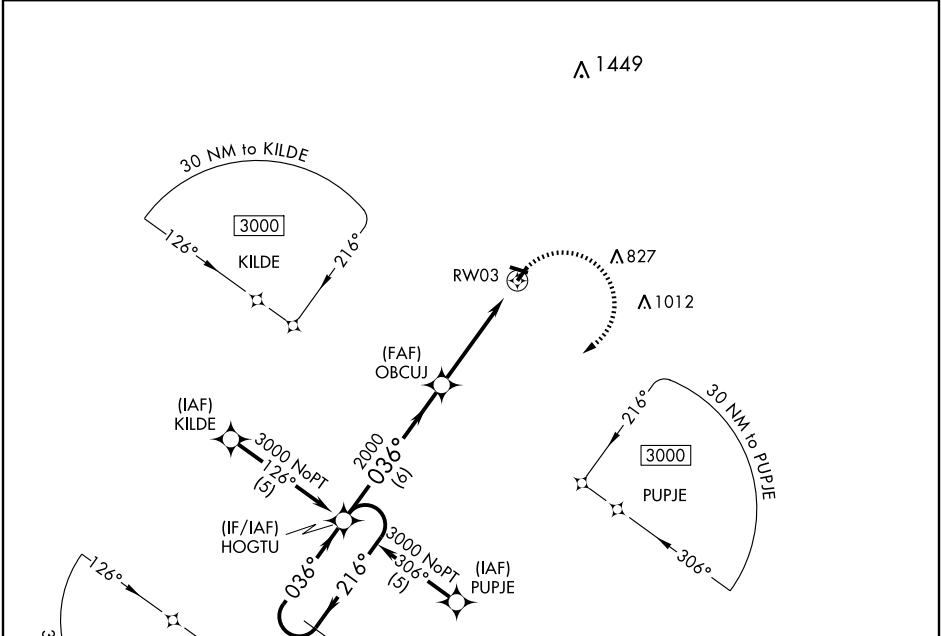 1449
30 NM to KILDE
3000
126°
216°
KILDE
827
RW03
1012
(FAF)
OBCUJ
216°
30 NM to PUPJE
(IAF)
KILDE
3000 NoPT
126°
(5)
2000
036°
(6)
3000
PUPJE
(IF/IAF)
HOGTU
3000 NoPT
306°
(5)
306°
(IAF)
PUPJE
126°
036°
216°
3